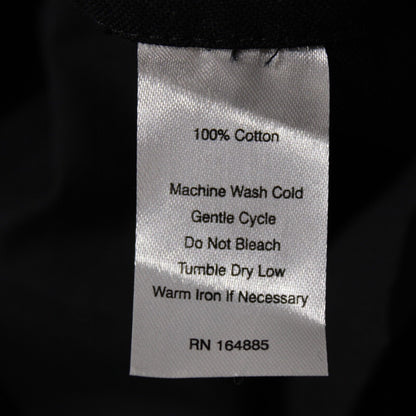 100% Cotton
Machine Wash Cold
Gentle Cycle
Do Not Bleach
Tumble Dry Low
Warm Iron If Necessary
RN 164885